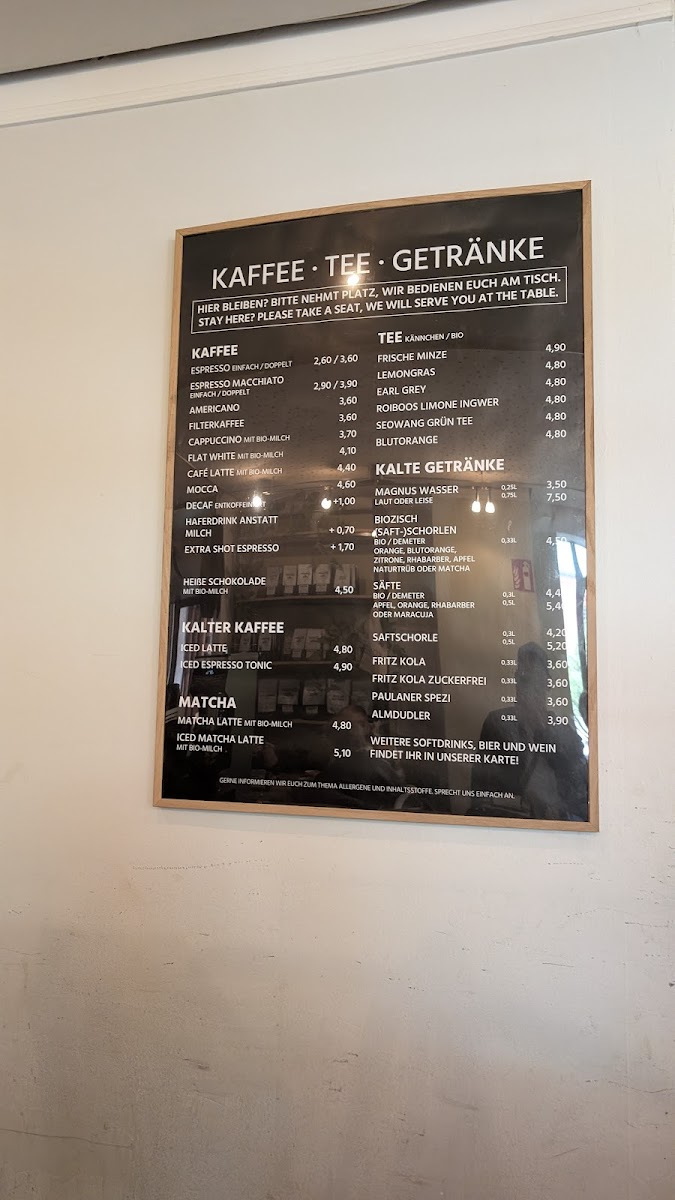 KAFFEE · TEE · GETRÄNKE
HIER BLEIBEN? BITTE NEHMT PLATZ, WIR BEDIENEN EUCH AM TISCH.
STAY HERE? PLEASE TAKE A SEAT, WE WILL SERVE YOU AT THE TABLE.
KAFFEE
ESPRESSO EINFACH / DOPPELT 2,60 / 3,60
ESPRESSO MACCHIATO 2,90 / 3,90
EINFACH / DOPPELT
AMERICANO 3,60
FILTERKAFFEE 3,60
CAPPUCCINO MIT BIO-MILCH 3,70
FLAT WHITE MIT BIO-MILCH 4,10
CAFÉ LATTE MIT BIO-MILCH 4,40
MOCCA 4,60
DECAF ENTKOFFEINIERT +1,00
HAFERDRINK ANSTATT
MILCH + 0,70
EXTRA SHOT ESPRESSO + 1,70
HEIẞE SCHOKOLADE
MIT BIO-MILCH 4,50
KALTER KAFFEE
ICED LATTE 4,80
ICED ESPRESSO TONIC 4,90
MATCHA
MATCHA LATTE MIT BIO-MILCH 4,80
ICED MATCHA LATTE
MIT BIO-MILCH 5,10
TEE KÄNNCHEN / BIO
FRISCHE MINZE 4,90
LEMONGRAS 4,80
EARL GREY 4,80
ROIBOOS LIMONE INGWER 4,80
SEOWANG GRÜN TEE 4,80
BLUTORANGE 4,80
KALTE GETRÄNKE
MAGNUS WASSER 0,25L 3,50
LAUT ODER LEISE 0,75L 7,50
BIOZISCH
(SAFT-)SCHORLEN
BIO / DEMETER 0,33L 4,50
ORANGE, BLUTORANGE,
ZITRONE, RHABARBER, APFEL
NATURTRÜB ODER MATCHA
SÄFTE
BIO / DEMETER 0,3L 4,40
APFEL, ORANGE, RHABARBER 0,5L 5,40
ODER MARACUJA
SAFTSCHORLE 0,3L 4,20
0,5L 5,20
FRITZ KOLA 0,33L 3,60
FRITZ KOLA ZUCKERFREI 0,33L 3,60
PAULANER SPEZI 0,33L 3,60
ALMDUDLER 0,33L 3,90
WEITERE SOFTDRINKS, BIER UND WEIN
FINDET IHR IN UNSERER KARTE!
GERNE INFORMIEREN WIR EUCH ZUM THEMA ALLERGENE UND INHALTSSTOFFE. SPRECHT UNS EINFACH AN.